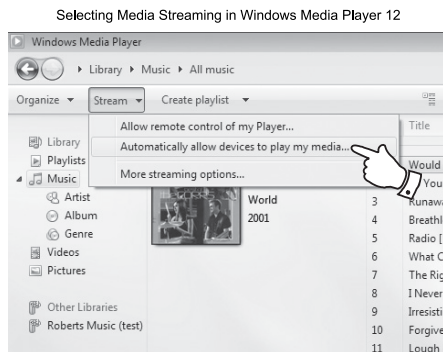 Selecting Media Streaming in Windows Media Player 12
Windows Media Player
Library ▸ Music ▸ All music
Organize Stream Create playlist
Allow remote control of my Player...
Automatically allow devices to play my media...
More streaming options...
Title
Library
Playlists
Music
Artist
Album
Genre
Videos
Pictures
Other Libraries
Roberts Music (test)
World
2001
Would
You
3 Runawa
4 Breathl
5 Radio [
6 What C
7 The Rig
8 I Never
9 Irresisti
10 Forgive
11 Lough